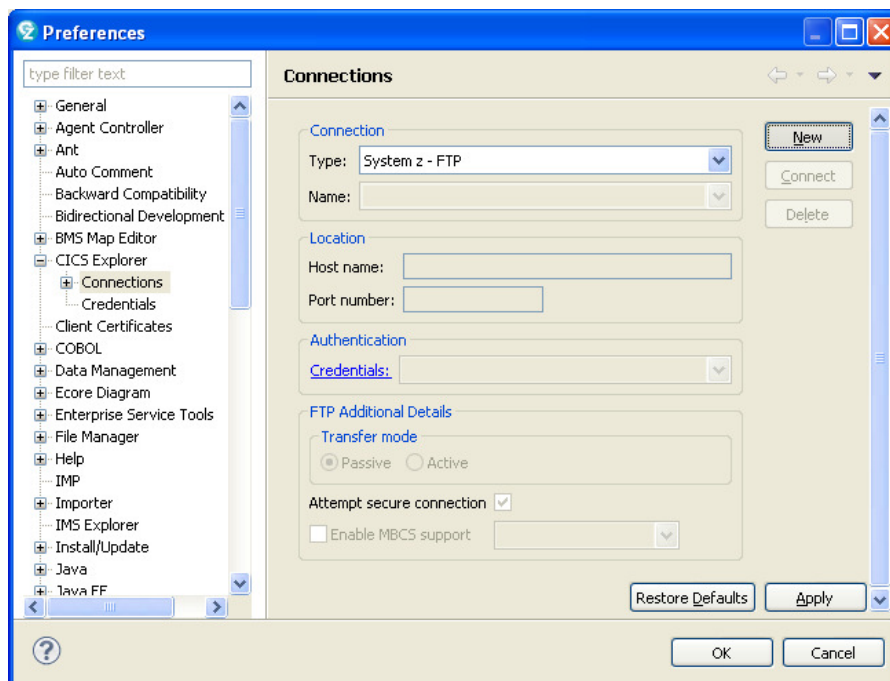 Preferences
type filter text
General
Agent Controller
Ant
Auto Comment
Backward Compatibility
Bidirectional Development
BMS Map Editor
CICS Explorer
Connections
Credentials
Client Certificates
COBOL
Data Management
Ecore Diagram
Enterprise Service Tools
File Manager
Help
IMP
Importer
IMS Explorer
Install/Update
Java
Java EE
Connections
Connection
Type: System z - FTP
Name:
New
Connect
Delete
Location
Host name:
Port number:
Authentication
Credentials:
FTP Additional Details
Transfer mode
Passive Active
Attempt secure connection
Enable MBCS support
Restore Defaults Apply
OK Cancel